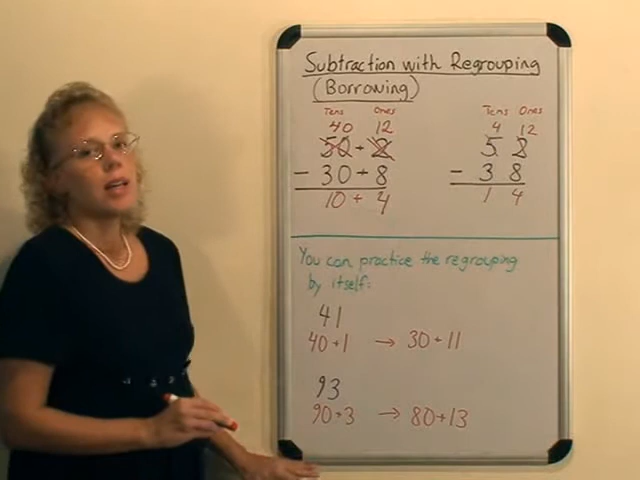 Subtraction with Regrouping
(Borrowing)
Tens Ones
40 12
50 + 2
- 30 + 8
10 + 4
Tens Ones
4 12
5 2
- 3 8
1 4
You can practice the regrouping
by itself:
41
40 + 1 → 30 + 11
93
90 + 3 → 80 + 13